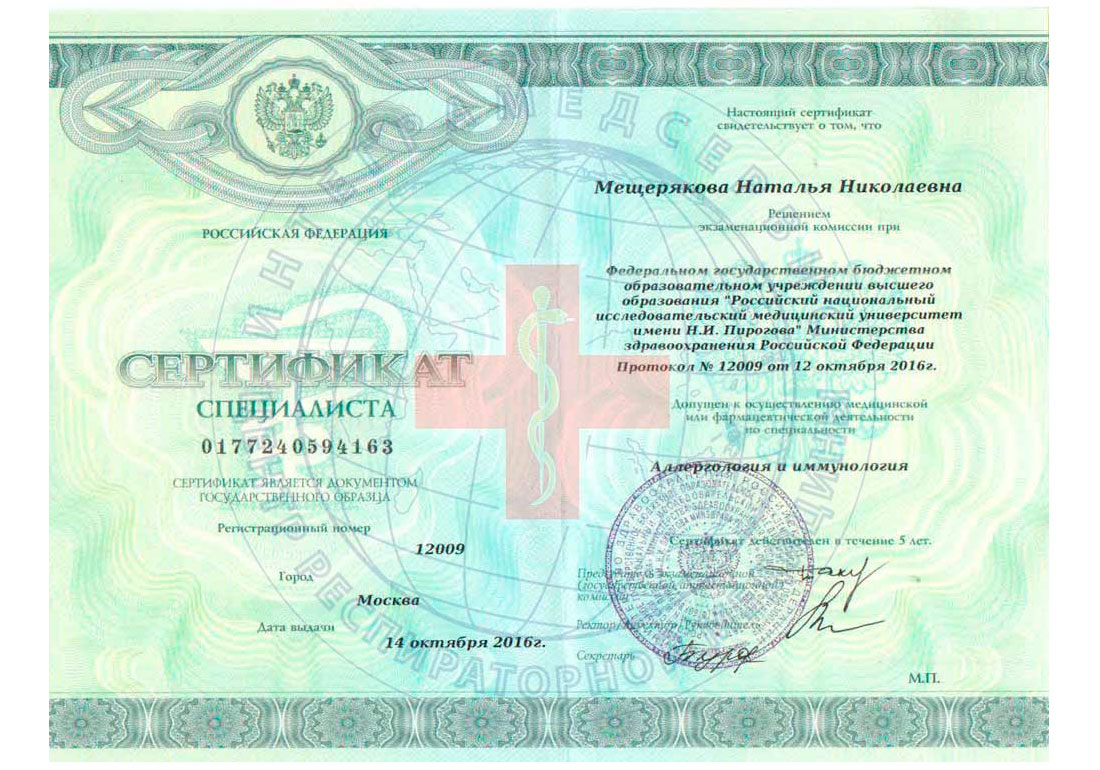 РОССИЙСКАЯ ФЕДЕРАЦИЯ
СЕРТИФИКАТ
СПЕЦИАЛИСТА
0177240594163
СЕРТИФИКАТ ЯВЛЯЕТСЯ ДОКУМЕНТОМ
ГОСУДАРСТВЕННОГО ОБРАЗЦА
Регистрационный номер
12009
Город
Москва
Дата выдачи
14 октября 2016г.
Настоящий сертификат
свидетельствует о том, что
Мещерякова Наталья Николаевна
Решением
экзаменационной комиссии при
Федеральном государственном бюджетном
образовательном учреждении высшего
образования "Российский национальный
исследовательский медицинский университет
имени Н.И. Пирогова" Министерства
здравоохранения Российской Федерации
Протокол № 12009 от 12 октября 2016г.
Допущен к осуществлению медицинской
или фармацевтической деятельности
по специальности
Аллергология и иммунология
Сертификат действителен в течение 5 лет.
Председатель экзаменационной
(государственной аттестационной)
комиссии
Ректор/Директор/Руководитель
Секретарь
М.П.